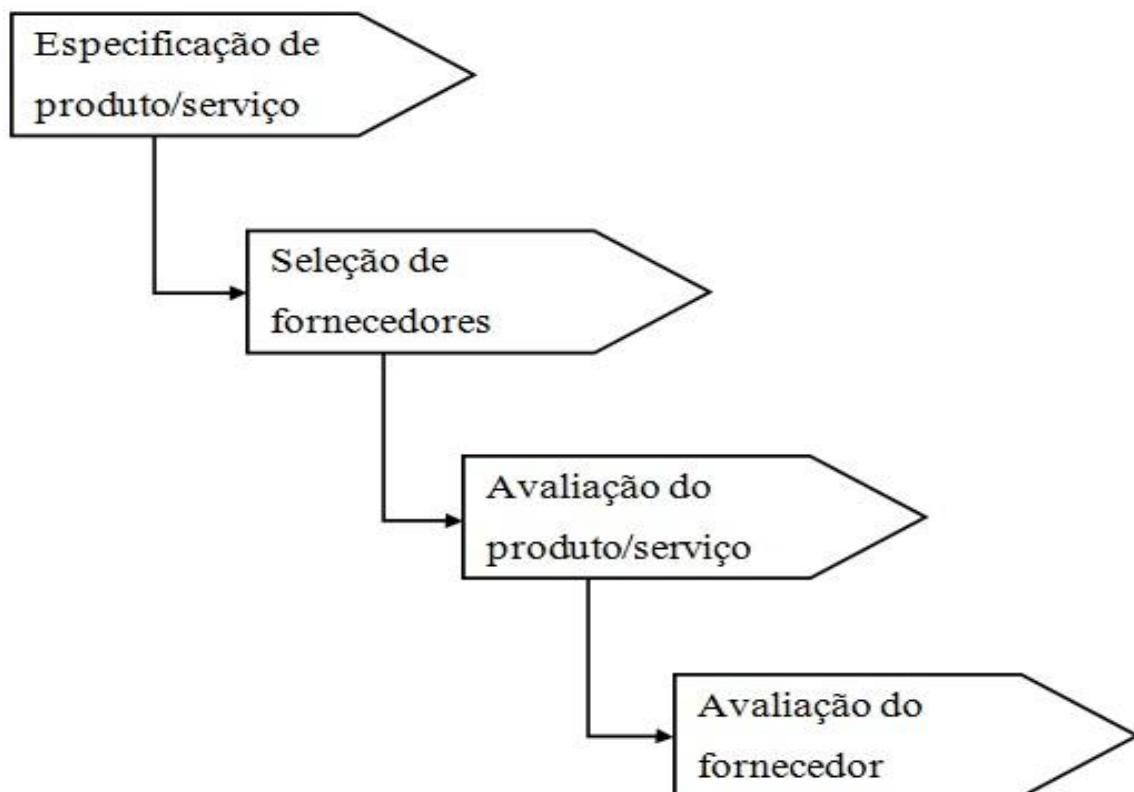 Especificação de
produto/serviço
Seleção de
fornecedores
Avaliação do
produto/serviço
Avaliação do
fornecedor